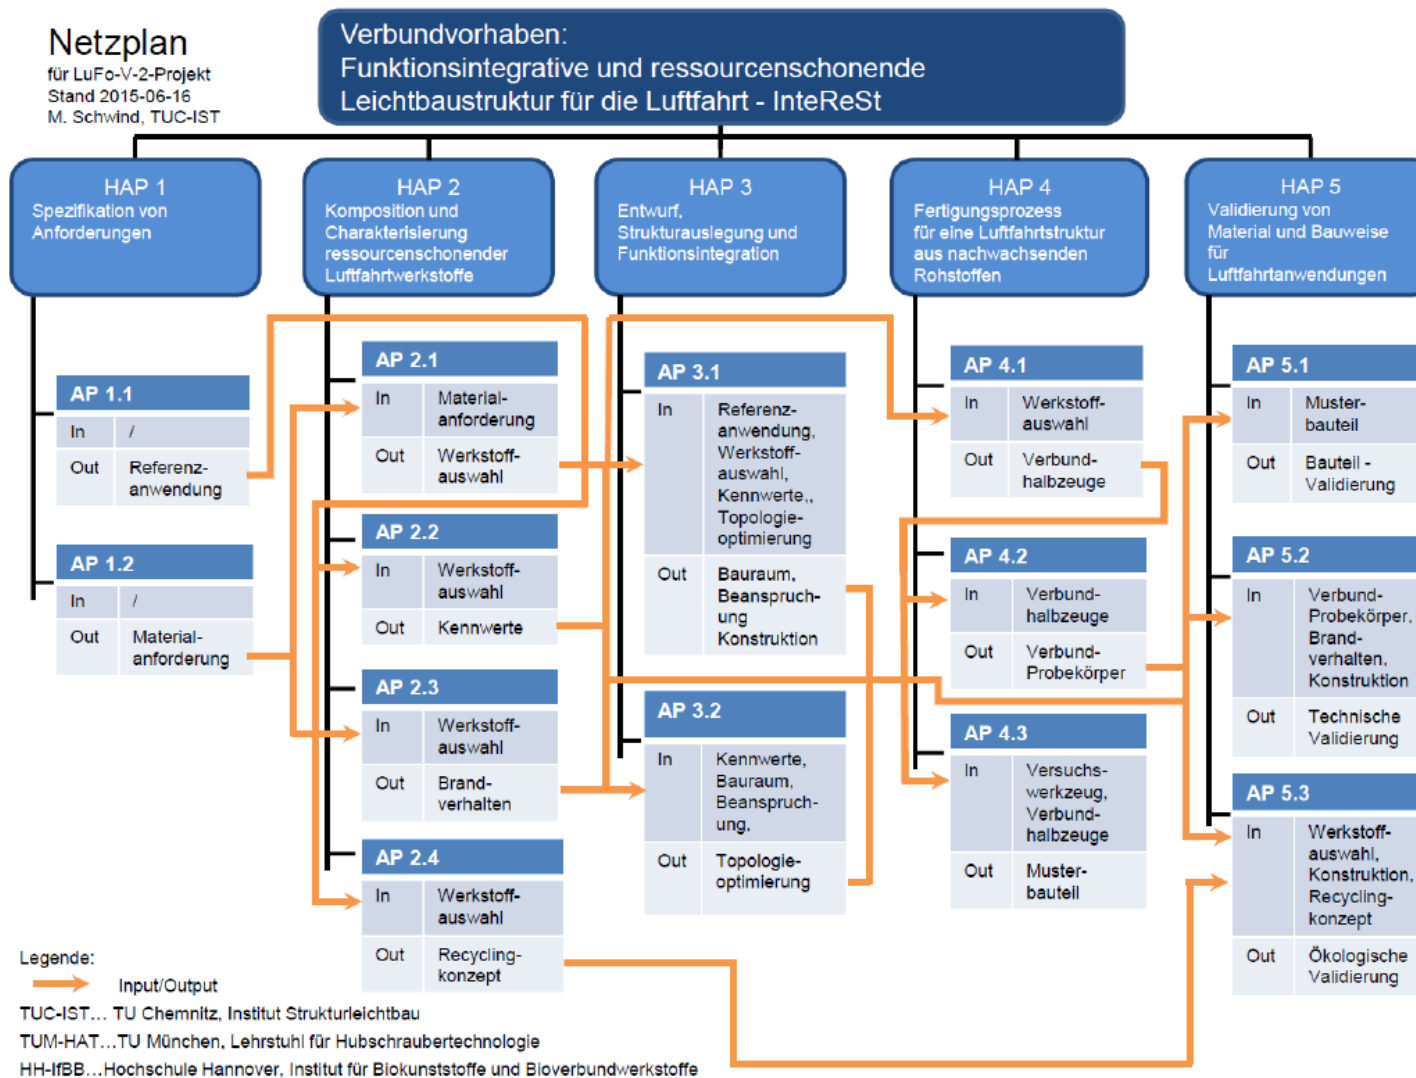 Netzplan
für LuFo-V-2-Projekt
Stand 2015-06-16
M. Schwind, TUC-IST
Verbundvorhaben:
Funktionsintegrative und ressourcenschonende
Leichtbaustruktur für die Luftfahrt - InteReSt
HAP 1
Spezifikation von
Anforderungen
HAP 2
Komposition und
Charakterisierung
ressourcenschonender
Luftfahrtwerkstoffe
HAP 3
Entwurf,
Strukturauslegung und
Funktionsintegration
HAP 4
Fertigungsprozess
für eine Luftfahrtstruktur
aus nachwachsenden
Rohstoffen
HAP 5
Validierung von
Material und Bauweise
für
Luftfahrtanwendungen
AP 1.1
In /
Out Referenz-
anwendung
AP 1.2
In /
Out Material-
anforderung
AP 2.1
In Material-
anforderung
Out Werkstoff-
auswahl
AP 2.2
In Werkstoff-
auswahl
Out Kennwerte
AP 2.3
In Werkstoff-
auswahl
Out Brand-
verhalten
AP 2.4
In Werkstoff-
auswahl
Out Recycling-
konzept
AP 3.1
In Referenz-
anwendung,
Werkstoff-
auswahl,
Kennwerte,,
Topologie-
optimierung
Out Bauraum,
Beanspruch-
ung
Konstruktion
AP 3.2
In Kennwerte,
Bauraum,
Beanspruch-
ung,
Out Topologie-
optimierung
AP 4.1
In Werkstoff-
auswahl
Out Verbund-
halbzeuge
AP 4.2
In Verbund-
halbzeuge
Out Verbund-
Probekörper
AP 4.3
In Versuchs-
werkzeug,
Verbund-
halbzeuge
Out Muster-
bauteil
AP 5.1
In Muster-
bauteil
Out Bauteil -
Validierung
AP 5.2
In Verbund-
Probekörper,
Brand-
verhalten,
Konstruktion
Out Technische
Validierung
AP 5.3
In Werkstoff-
auswahl,
Konstruktion,
Recycling-
konzept
Out Ökologische
Validierung
Legende:
Input/Output
TUC-IST... TU Chemnitz, Institut Strukturleichtbau
TUM-HAT...TU München, Lehrstuhl für Hubschraubertechnologie
HH-IfBB...Hochschule Hannover, Institut für Biokunststoffe und Bioverbundwerkstoffe